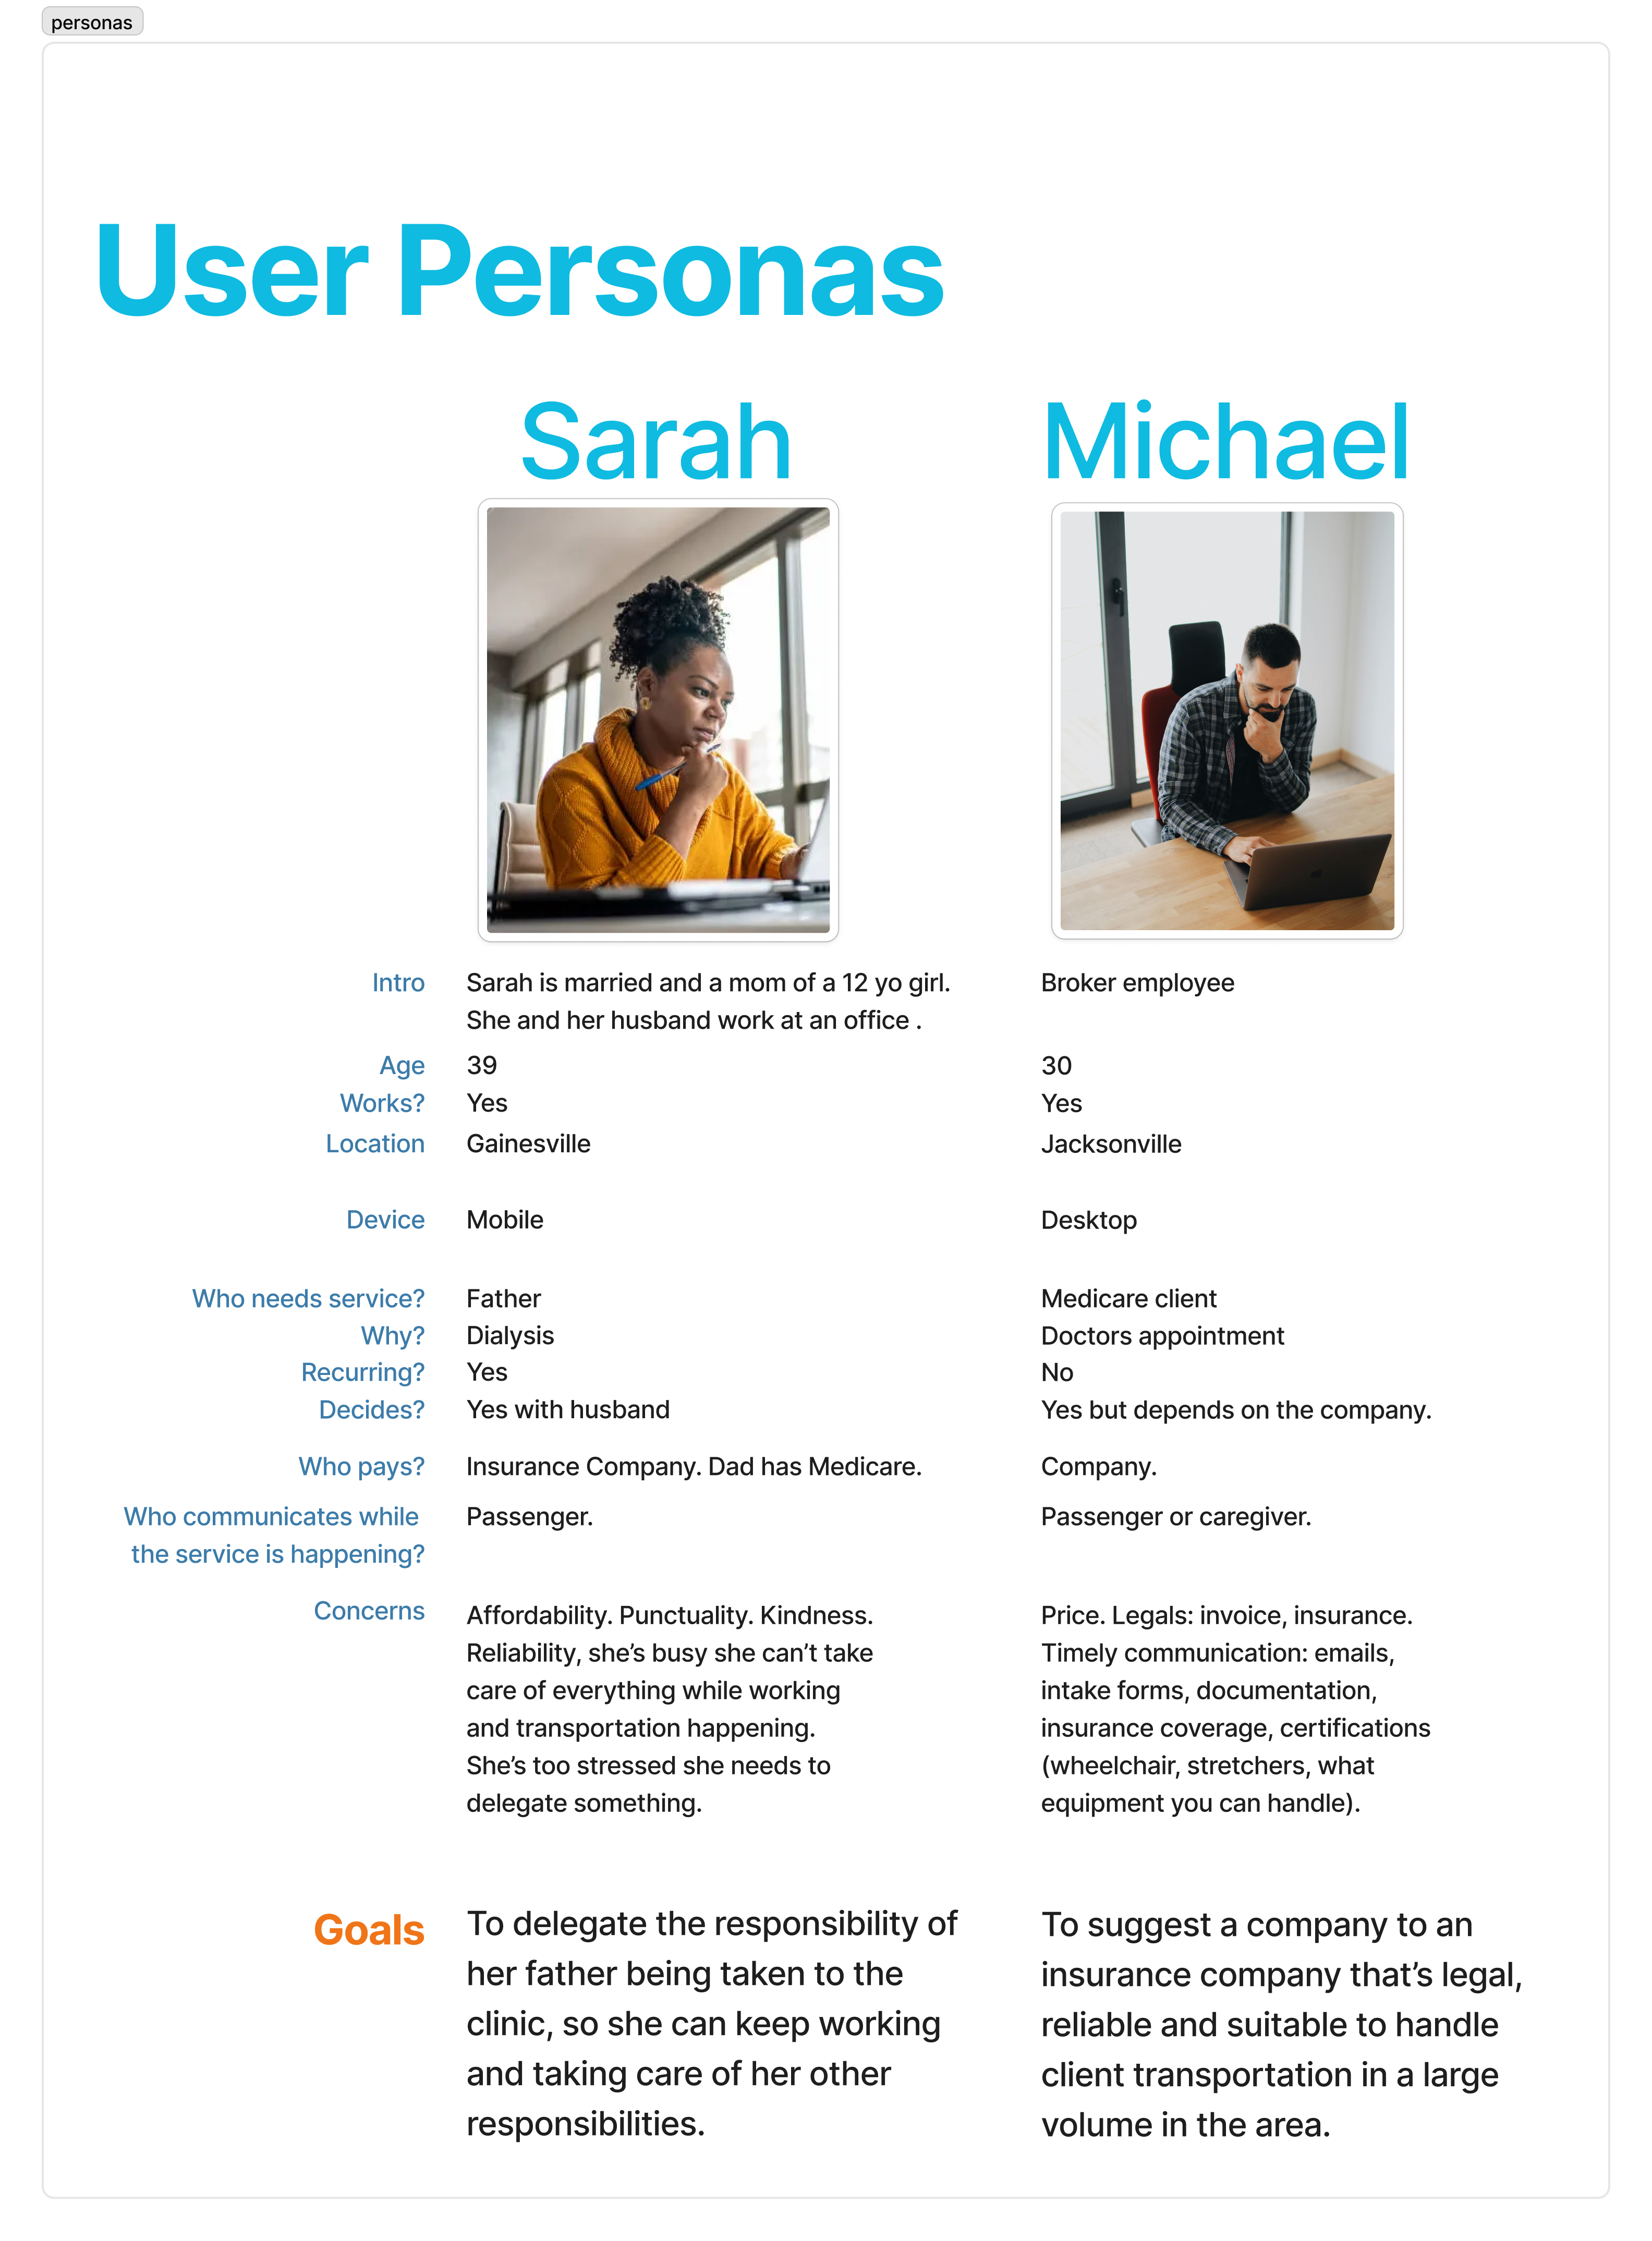 personas
User Personas
Sarah
Michael
Intro
Sarah is married and a mom of a 12 yo girl.
She and her husband work at an office .
Broker employee
Age
39
30
Works?
Yes
Yes
Location
Gainesville
Jacksonville
Device
Mobile
Desktop
Who needs service?
Father
Medicare client
Why?
Dialysis
Doctors appointment
Recurring?
Yes
No
Decides?
Yes with husband
Yes but depends on the company.
Who pays?
Insurance Company. Dad has Medicare.
Company.
Who communicates while
the service is happening?
Passenger.
Passenger or caregiver.
Concerns
Affordability. Punctuality. Kindness.
Reliability, she’s busy she can’t take
care of everything while working
and transportation happening.
She’s too stressed she needs to
delegate something.
Price. Legals: invoice, insurance.
Timely communication: emails,
intake forms, documentation,
insurance coverage, certifications
(wheelchair, stretchers, what
equipment you can handle).
Goals
To delegate the responsibility of
her father being taken to the
clinic, so she can keep working
and taking care of her other
responsibilities.
To suggest a company to an
insurance company that’s legal,
reliable and suitable to handle
client transportation in a large
volume in the area.